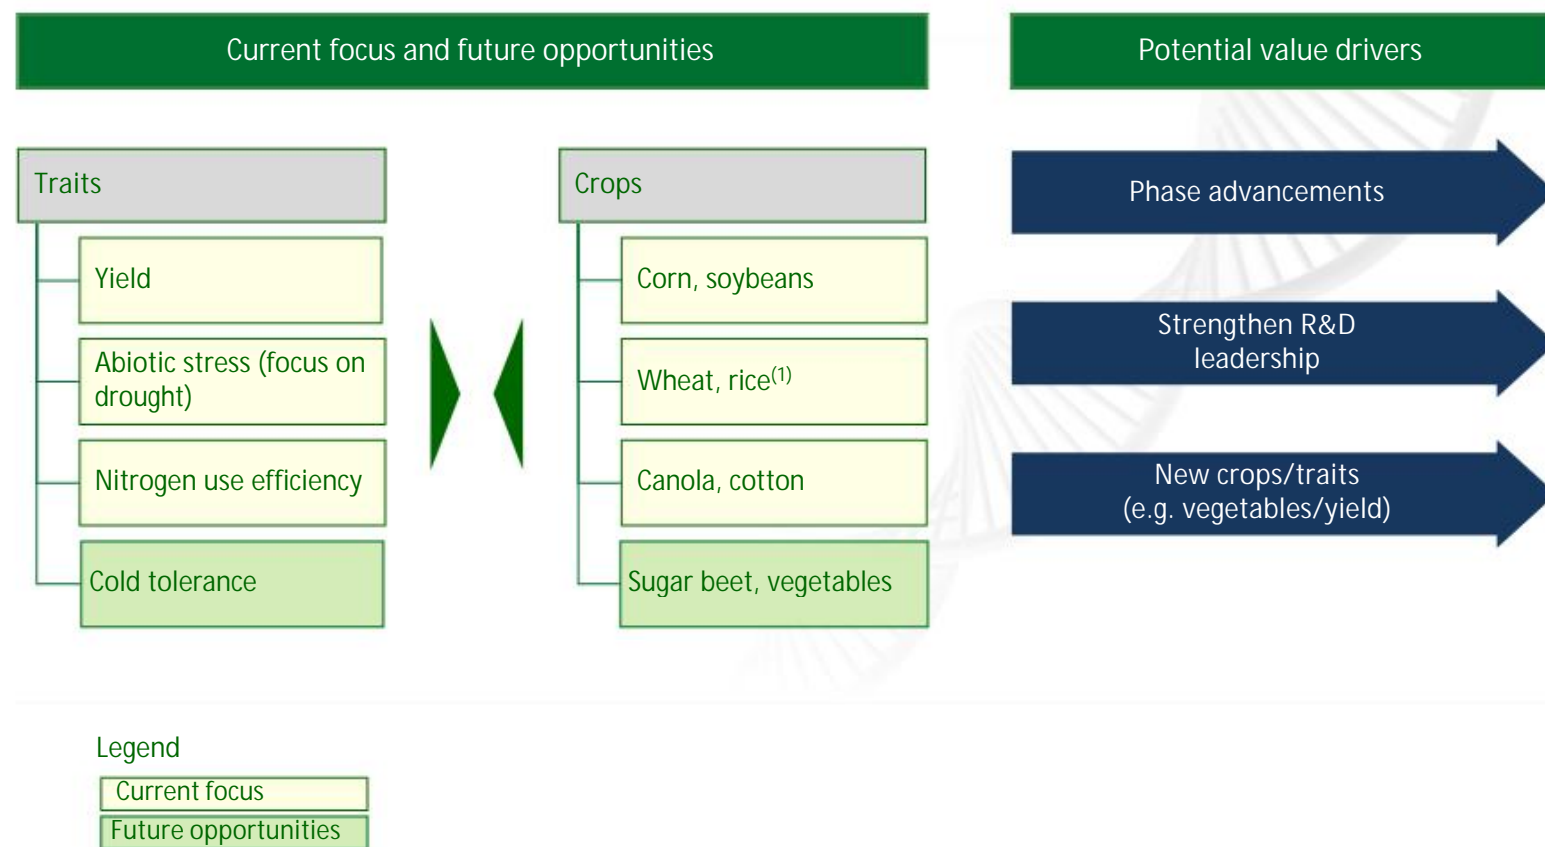 Current focus and future opportunities
Potential value drivers
Traits
Yield
Abiotic stress (focus on
drought)
Nitrogen use efficiency
Cold tolerance
Crops
Corn, soybeans
Wheat, rice(1)
Canola, cotton
Sugar beet, vegetables
Phase advancements
Strengthen R&D
leadership
New crops/traits
(e.g. vegetables/yield)
Legend
Current focus
Future opportunities